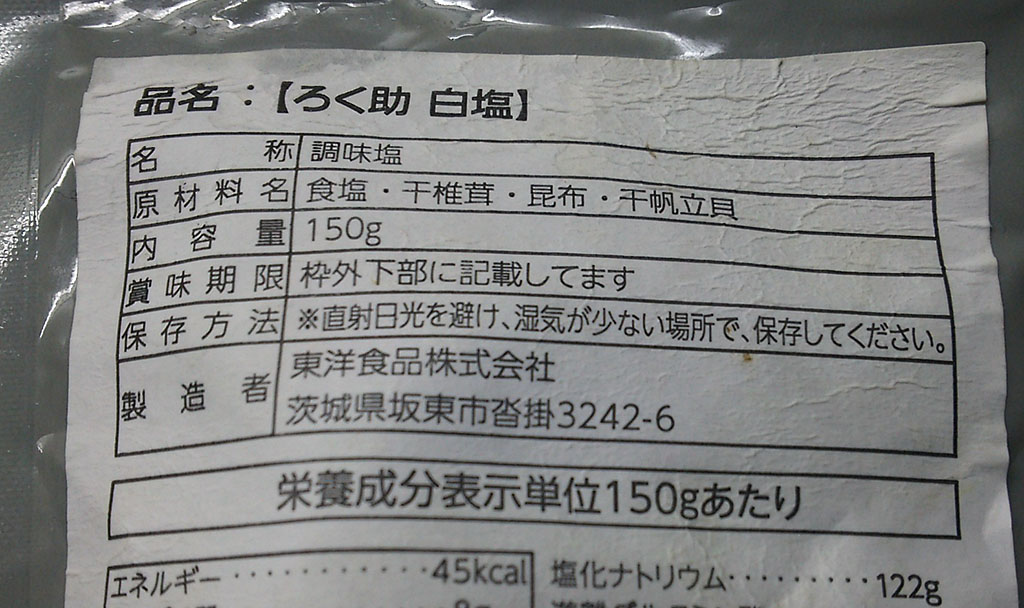 品名：【ろく助 白塩】
名称 調味塩
原材料名 食塩・干椎茸・昆布・干帆立貝
内容量 150g
賞味期限 枠外下部に記載してます
保存方法 ※直射日光を避け、湿気が少ない場所で、保存してください。
製造者 東洋食品株式会社
茨城県坂東市沓掛3242-6
栄養成分表示単位150gあたり
エネルギー・・・・・・・・・・・45kcal 塩化ナトリウム・・・・・・・・・122g